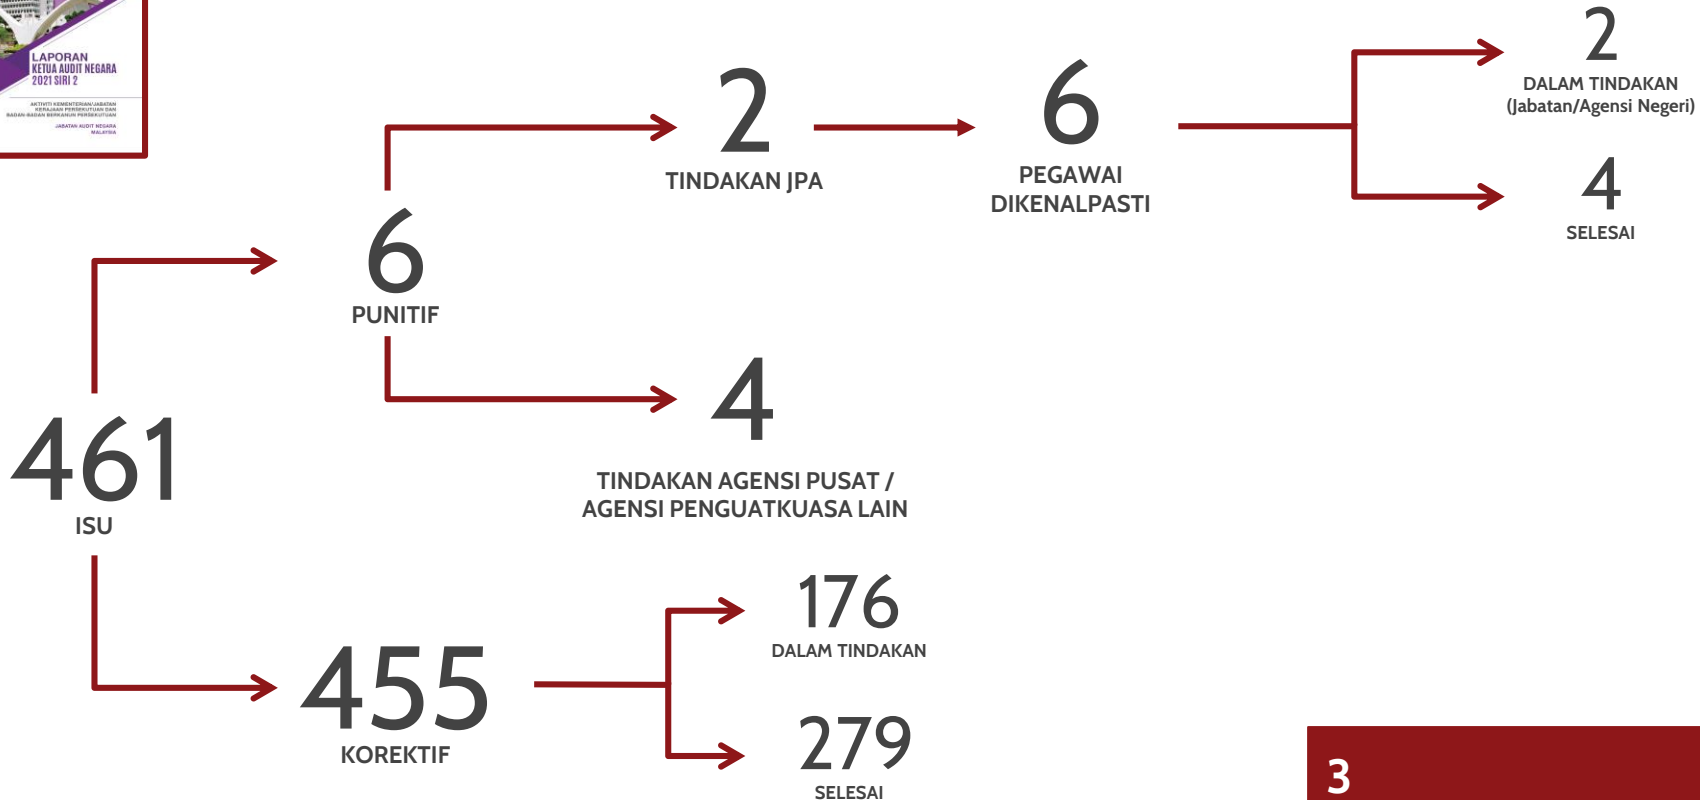 LAPORAN
KETUA AUDIT NEGARA
2021 SIRI 2
AKTIVITI KEMENTERIAN/JABATAN
KERAJAAN PERSEKUTUAN DAN
BADAN-BADAN BERKANUN PERSEKUTUAN
JABATAN AUDIT NEGARA
MALAYSIA
461
ISU
6
PUNITIF
2
TINDAKAN JPA
6
PEGAWAI
DIKENALPASTI
2
DALAM TINDAKAN
(Jabatan/Agensi Negeri)
4
SELESAI
4
TINDAKAN AGENSI PUSAT /
AGENSI PENGUATKUASA LAIN
455
KOREKTIF
176
DALAM TINDAKAN
279
SELESAI
3